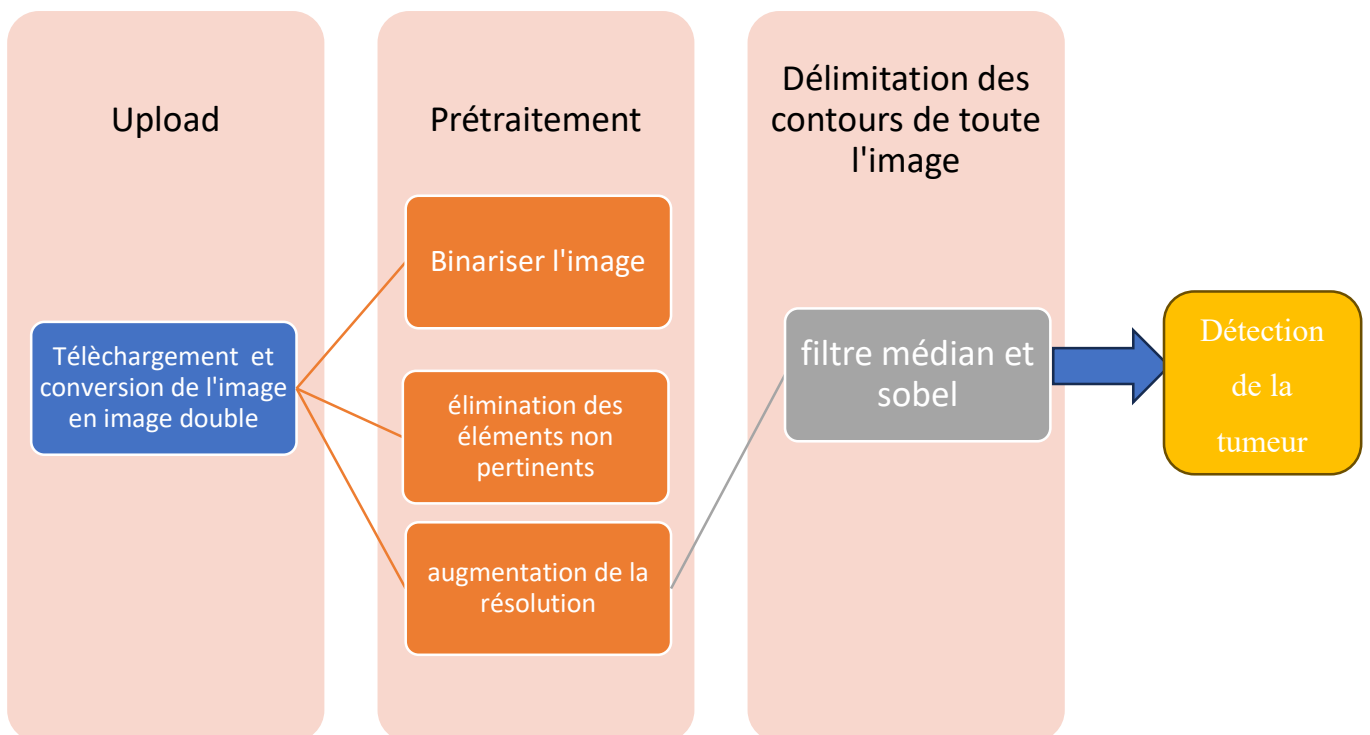 Upload
Télèchargement et
conversion de l'image
en image double
Prétraitement
Binariser l'image
élimination des
éléments non
pertinents
augmentation de la
résolution
Délimitation des
contours de toute
l'image
filtre médian et
sobel
Détection
de la
tumeur